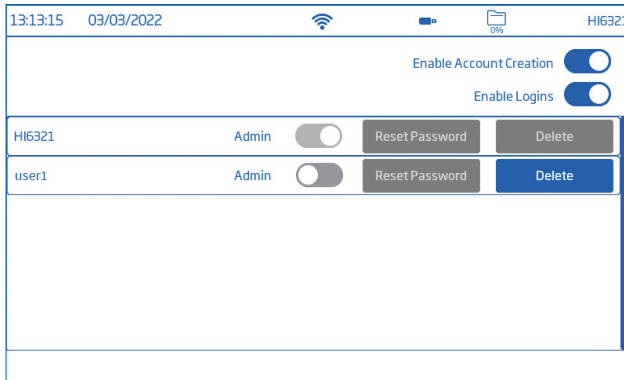 13:13:15 03/03/2022 HI6321
0%
Enable Account Creation
Enable Logins
HI6321 Admin Reset Password Delete
user1 Admin Reset Password Delete